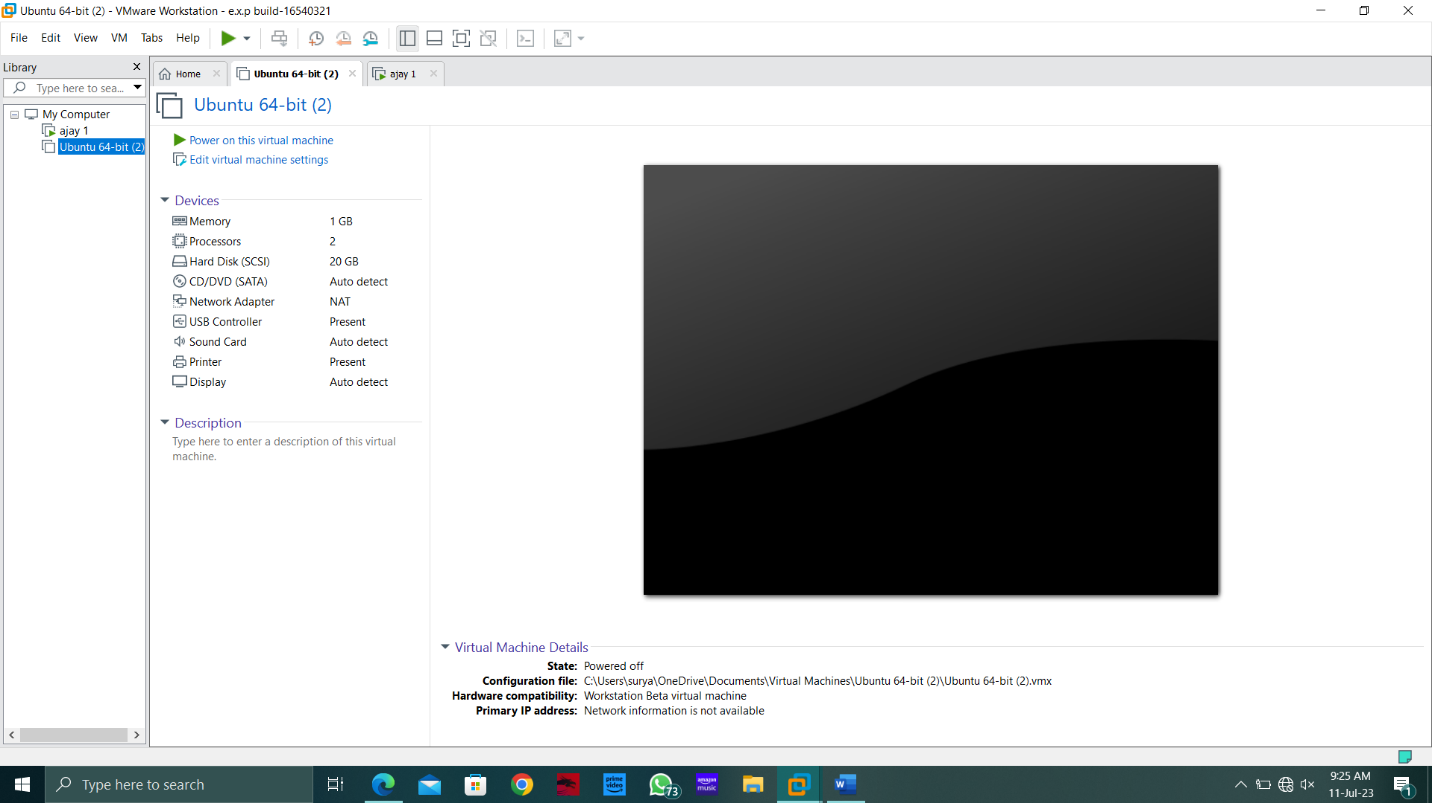 Ubuntu 64-bit (2) - VMware Workstation - e.x.p build-16540321
File Edit View VM Tabs Help
Library
Type here to sea...
My Computer
ajay 1
Ubuntu 64-bit (2)
Home
Ubuntu 64-bit (2)
ajay 1
Ubuntu 64-bit (2)
Power on this virtual machine
Edit virtual machine settings
Devices
Memory 1 GB
Processors 2
Hard Disk (SCSI) 20 GB
CD/DVD (SATA) Auto detect
Network Adapter NAT
USB Controller Present
Sound Card Auto detect
Printer Present
Display Auto detect
Description
Type here to enter a description of this virtual
machine.
Virtual Machine Details
State: Powered off
Configuration file: C:\Users\surya\OneDrive\Documents\Virtual Machines\Ubuntu 64-bit (2)\Ubuntu 64-bit (2).vmx
Hardware compatibility: Workstation Beta virtual machine
Primary IP address: Network information is not available
Type here to search
prime video
73
amazon music
W
9:25 AM
11-Jul-23
1